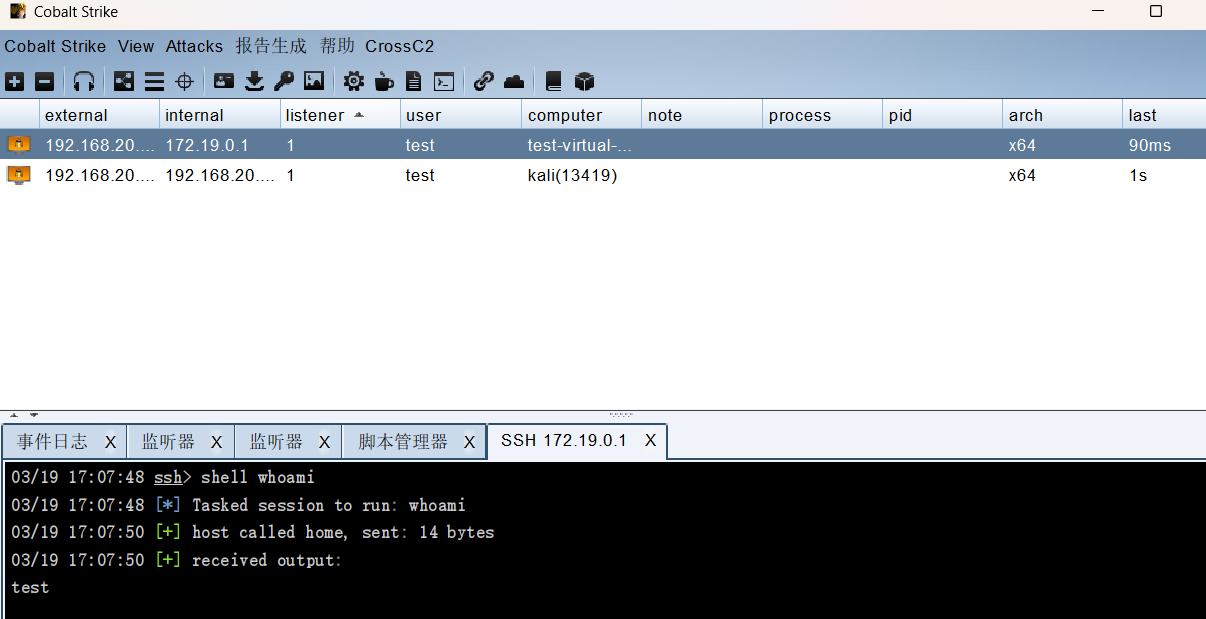 Cobalt Strike
Cobalt Strike View Attacks 报告生成 帮助 CrossC2
external internal listener user computer note process pid arch last
192.168.20.... 172.19.0.1 1 test test-virtual-... x64 90ms
192.168.20.... 192.168.20.... 1 test kali(13419) x64 1s
事件日志 X 监听器 X 监听器 X 脚本管理器 X SSH 172.19.0.1 X
03/19 17:07:48 ssh> shell whoami
03/19 17:07:48 [*] Tasked session to run: whoami
03/19 17:07:50 [+] host called home, sent: 14 bytes
03/19 17:07:50 [+] received output:
test